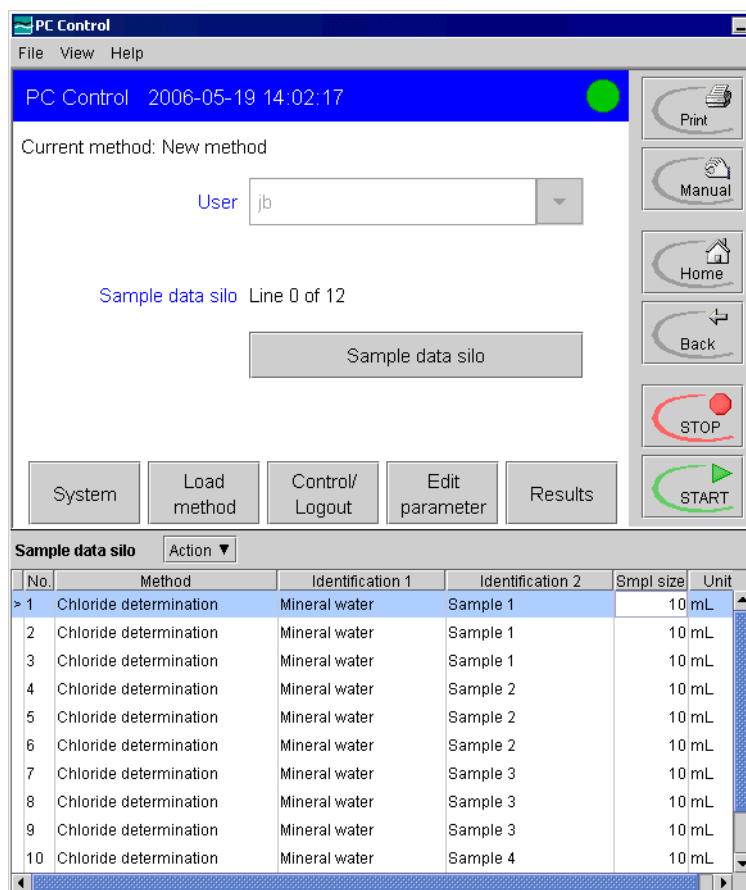 PC Control
File View Help
PC Control 2006-05-19 14:02:17
Current method: New method
User jb
Sample data silo Line 0 of 12
Sample data silo
System
Load
method
Control/
Logout
Edit
parameter
Results
Print
Manual
Home
Back
STOP
START
Sample data silo Action ▼
No. Method Identification 1 Identification 2 Smpl size Unit
> 1 Chloride determination Mineral water Sample 1 10 mL
2 Chloride determination Mineral water Sample 1 10 mL
3 Chloride determination Mineral water Sample 1 10 mL
4 Chloride determination Mineral water Sample 2 10 mL
5 Chloride determination Mineral water Sample 2 10 mL
6 Chloride determination Mineral water Sample 2 10 mL
7 Chloride determination Mineral water Sample 3 10 mL
8 Chloride determination Mineral water Sample 3 10 mL
9 Chloride determination Mineral water Sample 3 10 mL
10 Chloride determination Mineral water Sample 4 10 mL